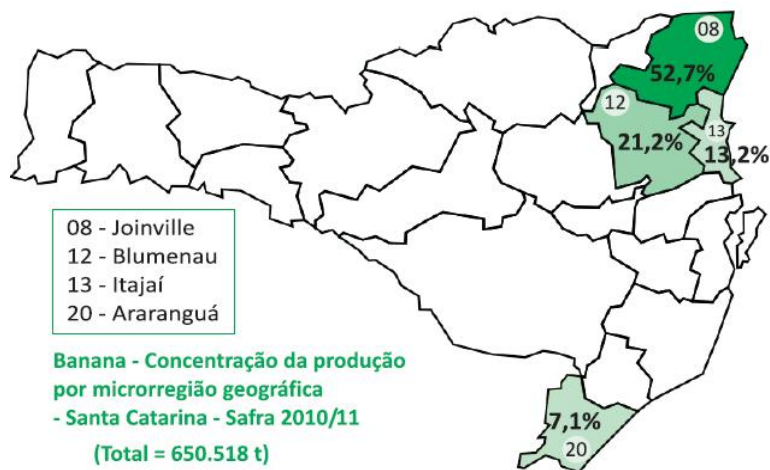 08
52,7%
12
21,2%
13
13,2%
08 - Joinville
12 - Blumenau
13 - Itajaí
20 - Araranguá
Banana - Concentração da produção
por microrregião geográfica
- Santa Catarina - Safra 2010/11
(Total = 650.518 t)
7,1%
20